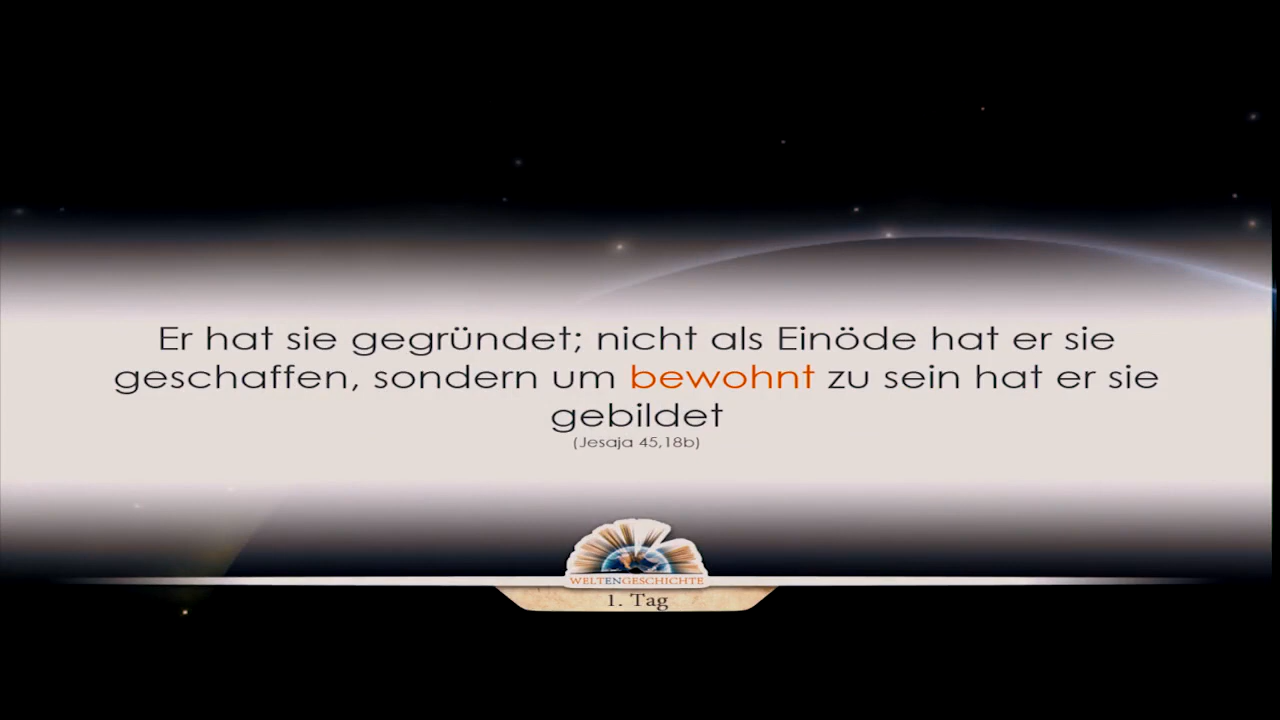 Er hat sie gegründet; nicht als Einöde hat er sie
geschaffen, sondern um bewohnt zu sein hat er sie
gebildet
(Jesaja 45,18b)
WELTENGESCHICHTE
1. Tag